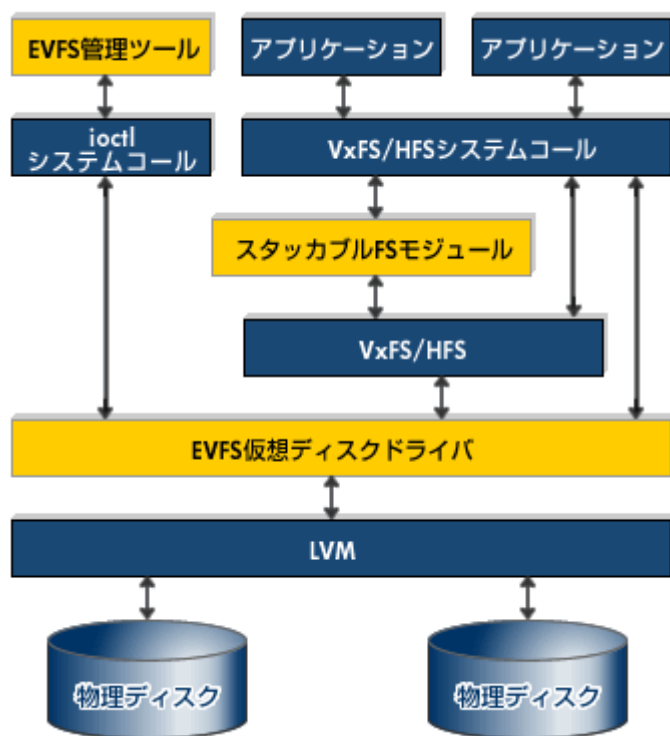 EVFS管理ツール
アプリケーション
アプリケーション
ioctl
システムコール
VxFS/HFSシステムコール
スタッカブルFSモジュール
VxFS/HFS
EVFS仮想ディスクドライバ
LVM
物理ディスク
物理ディスク